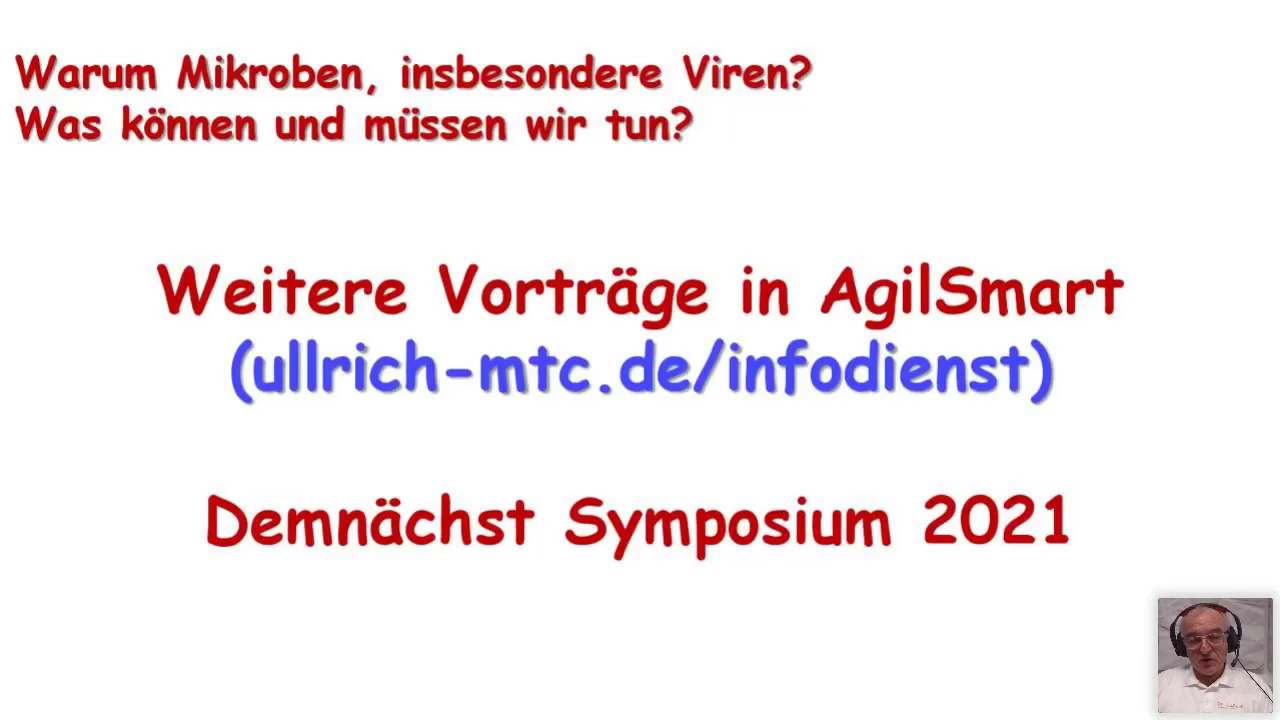 Warum Mikroben, insbesondere Viren?
Was können und müssen wir tun?
Weitere Vorträge in AgilSmart
(ullrich-mtc.de/infodienst)
Demnächst Symposium 2021